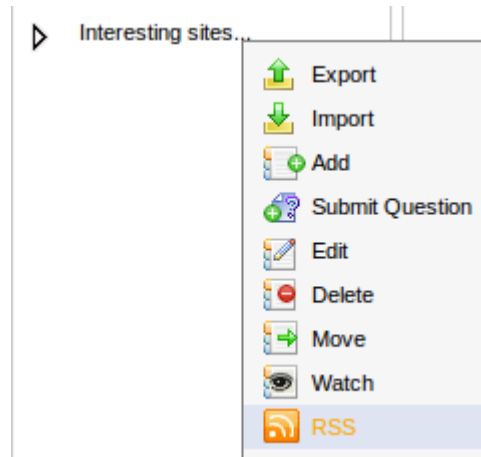 Interesting sites...
Export
Import
Add
Submit Question
Edit
Delete
Move
Watch
RSS